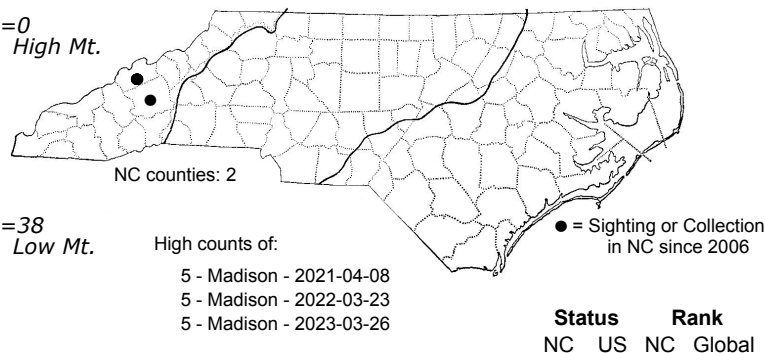 =0
High Mt.
NC counties: 2
=38
Low Mt.
High counts of:
5 - Madison - 2021-04-08
5 - Madison - 2022-03-23
5 - Madison - 2023-03-26
● = Sighting or Collection
in NC since 2006
Status Rank
NC US NC Global